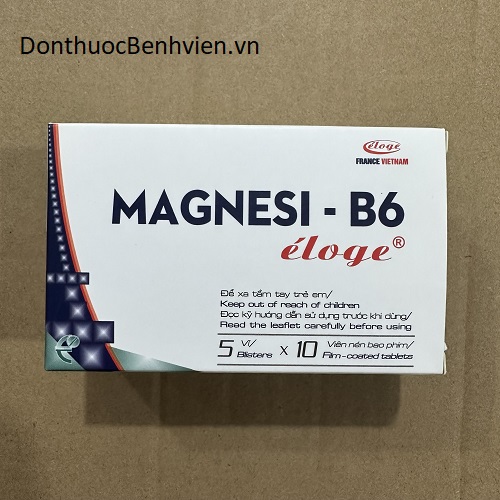 DonthuocBenhvien.vn
éloge
FRANCE VIETNAM
MAGNESI - B6
éloge®
Để xa tầm tay trẻ em/
Keep out of reach of children
Đọc kỹ hướng dẫn sử dụng trước khi dùng/
Read the leaflet carefully before using
5 Vỉ/ Blisters x 10 Viên nén bao phim/ Film-coated tablets